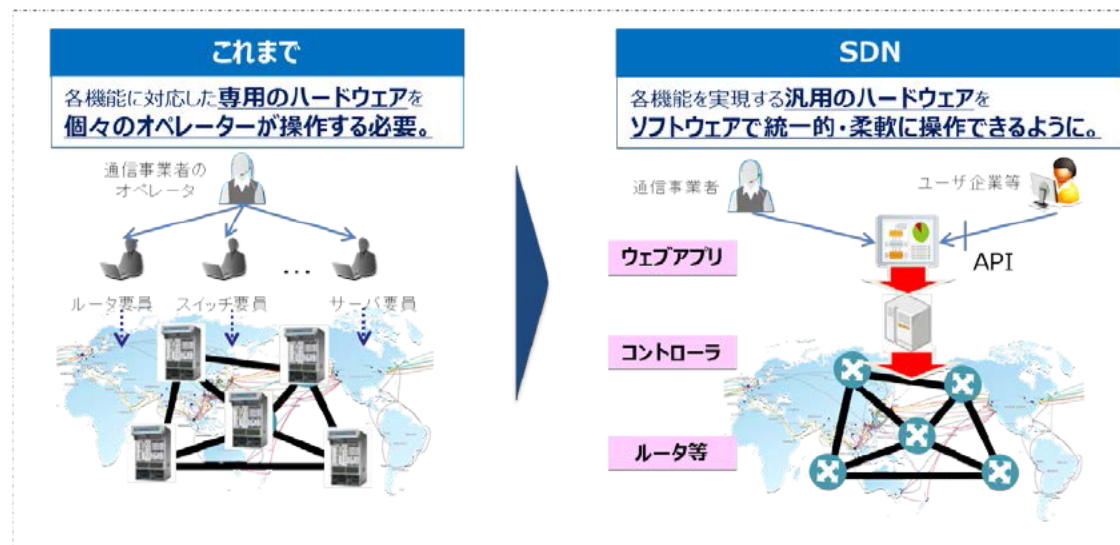 これまで
各機能に対応した専用のハードウェアを
個々のオペレーターが操作する必要。
通信事業者の
オペレータ
ルータ要員
スイッチ要員
…
サーバ要員
SDN
各機能を実現する汎用のハードウェアを
ソフトウェアで統一的・柔軟に操作できるように。
通信事業者
ユーザ企業等
API
ウェブアプリ
コントローラ
ルータ等